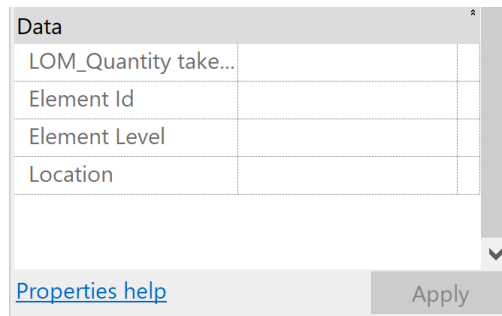 Data
LOM_Quantity take...
Element Id
Element Level
Location
Properties help
Apply